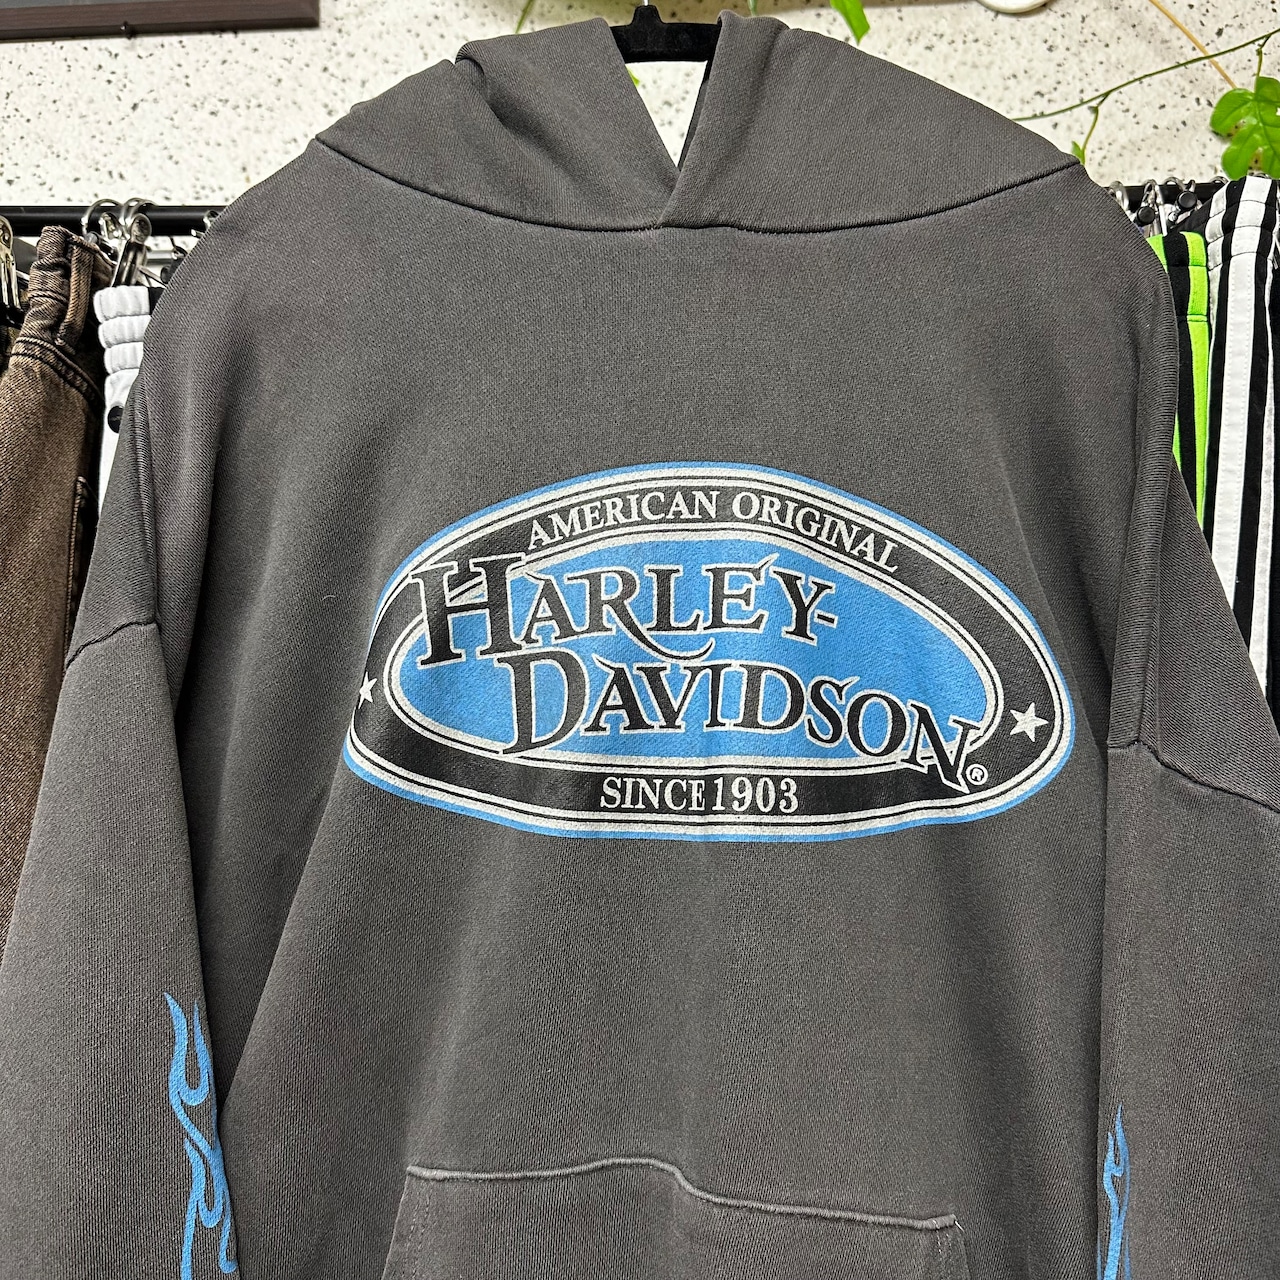 AMERICAN ORIGINAL
HARLEY-
DAVIDSON®
SINCE 1903